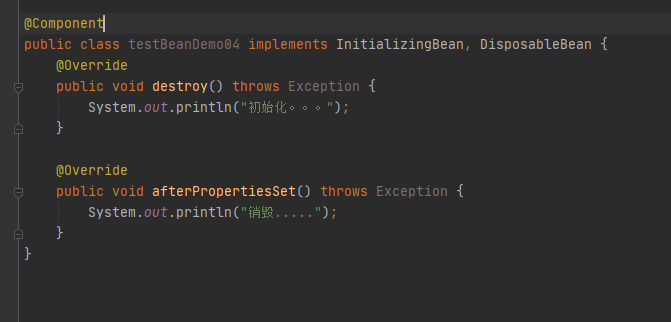 @Component
public class testBeanDemo04 implements InitializingBean, DisposableBean {
    @Override
    public void destroy() throws Exception {
        System.out.println("初始化。。。");
    }

    @Override
    public void afterPropertiesSet() throws Exception {
        System.out.println("销毁.....");
    }
}